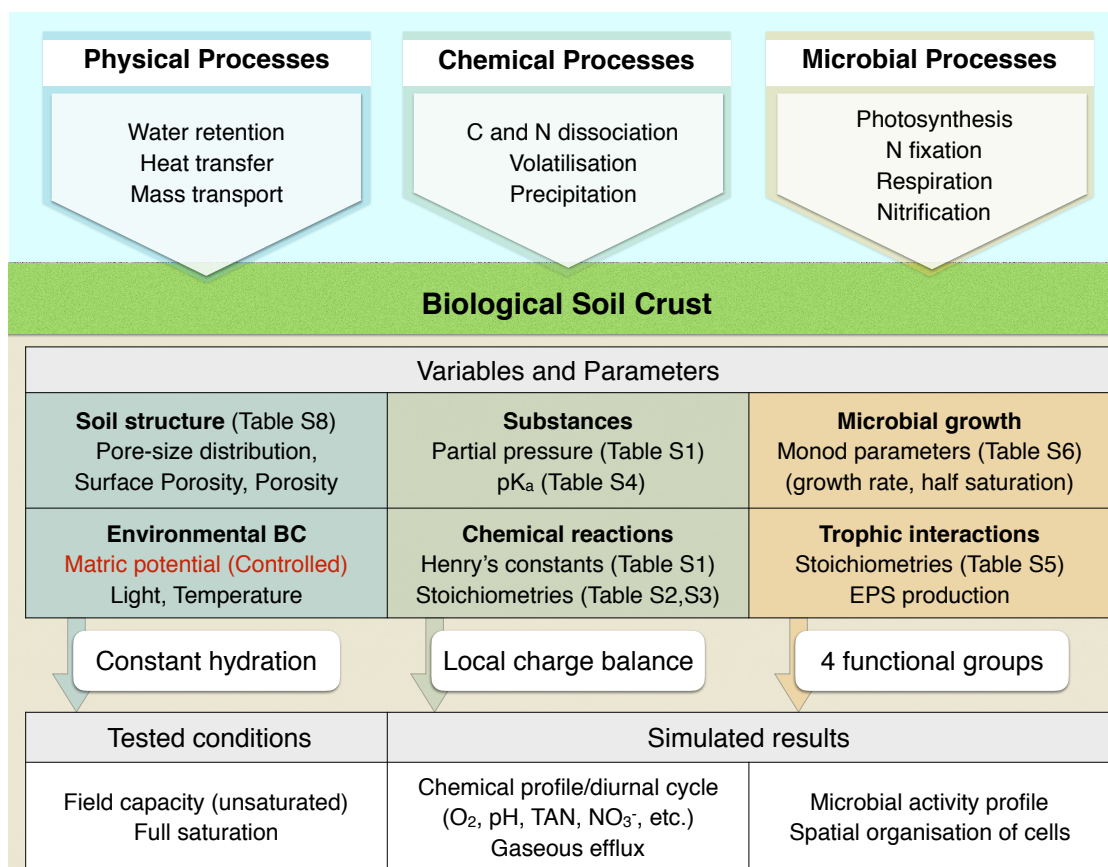 Physical Processes
Water retention
Heat transfer
Mass transport
Chemical Processes
C and N dissociation
Volatilisation
Precipitation
Microbial Processes
Photosynthesis
N fixation
Respiration
Nitrification
Biological Soil Crust
Variables and Parameters
Soil structure (Table S8)
Pore-size distribution,
Surface Porosity, Porosity
Substances
Partial pressure (Table S1)
pKₐ (Table S4)
Microbial growth
Monod parameters (Table S6)
(growth rate, half saturation)
Environmental BC
Matric potential (Controlled)
Light, Temperature
Chemical reactions
Henry's constants (Table S1)
Stoichiometries (Table S2,S3)
Trophic interactions
Stoichiometries (Table S5)
EPS production
Constant hydration
Local charge balance
4 functional groups
Tested conditions
Simulated results
Field capacity (unsaturated)
Full saturation
Chemical profile/diurnal cycle
(O₂, pH, TAN, NO₃⁻, etc.)
Gaseous efflux
Microbial activity profile
Spatial organisation of cells